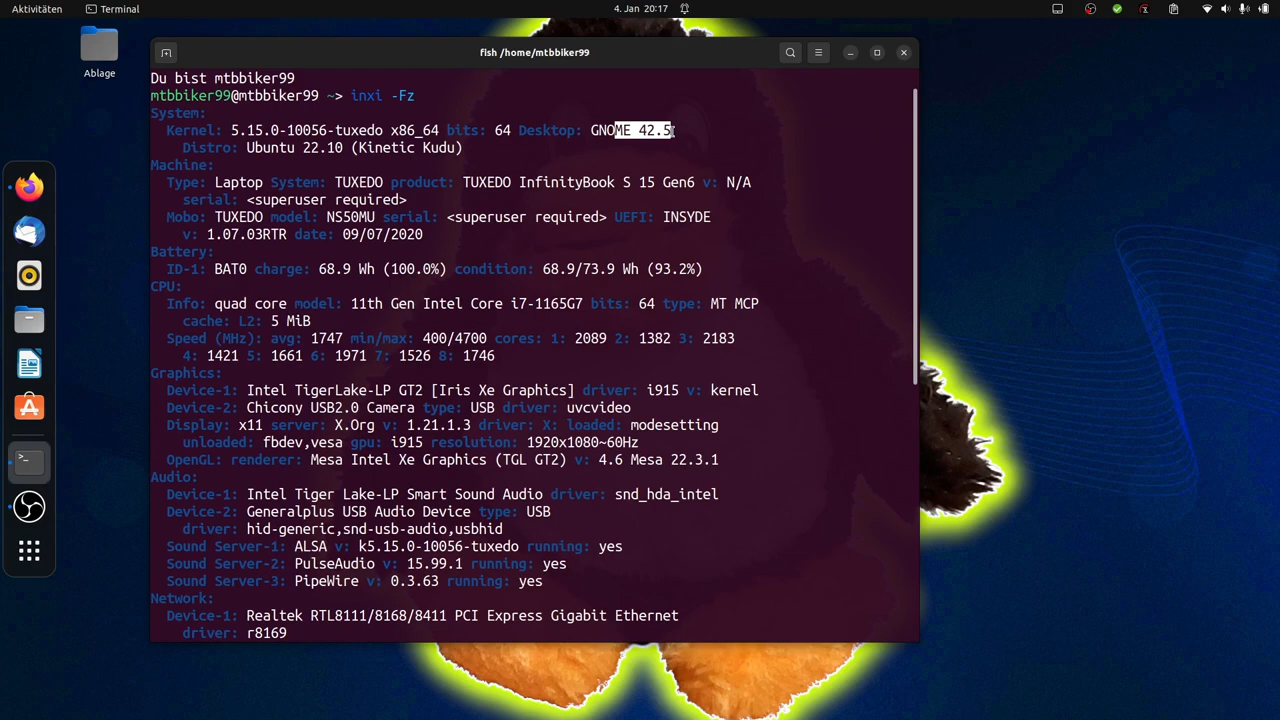 Aktivitäten
Terminal
4. Jan 20:17
Ablage
fish /home/mtbbiker99
Du bist mtbbiker99
mtbbiker99@mtbbiker99 ~> inxi -Fz
System:
Kernel: 5.15.0-10056-tuxedo x86_64 bits: 64 Desktop: GNOME 42.5
Distro: Ubuntu 22.10 (Kinetic Kudu)
Machine:
Type: Laptop System: TUXEDO product: TUXEDO InfinityBook S 15 Gen6 v: N/A
serial: <superuser required>
Mobo: TUXEDO model: NS50MU serial: <superuser required> UEFI: INSYDE
v: 1.07.03RTR date: 09/07/2020
Battery:
ID-1: BAT0 charge: 68.9 Wh (100.0%) condition: 68.9/73.9 Wh (93.2%)
CPU:
Info: quad core model: 11th Gen Intel Core i7-1165G7 bits: 64 type: MT MCP
cache: L2: 5 MiB
Speed (MHz): avg: 1747 min/max: 400/4700 cores: 1: 2089 2: 1382 3: 2183
4: 1421 5: 1661 6: 1971 7: 1526 8: 1746
Graphics:
Device-1: Intel TigerLake-LP GT2 [Iris Xe Graphics] driver: i915 v: kernel
Device-2: Chicony USB2.0 Camera type: USB driver: uvcvideo
Display: x11 server: X.Org v: 1.21.1.3 driver: X: loaded: modesetting
unloaded: fbdev,vesa gpu: i915 resolution: 1920x1080~60Hz
OpenGL: renderer: Mesa Intel Xe Graphics (TGL GT2) v: 4.6 Mesa 22.3.1
Audio:
Device-1: Intel Tiger Lake-LP Smart Sound Audio driver: snd_hda_intel
Device-2: Generalplus USB Audio Device type: USB
driver: hid-generic,snd-usb-audio,usbhid
Sound Server-1: ALSA v: k5.15.0-10056-tuxedo running: yes
Sound Server-2: PulseAudio v: 15.99.1 running: yes
Sound Server-3: PipeWire v: 0.3.63 running: yes
Network:
Device-1: Realtek RTL8111/8168/8411 PCI Express Gigabit Ethernet
driver: r8169